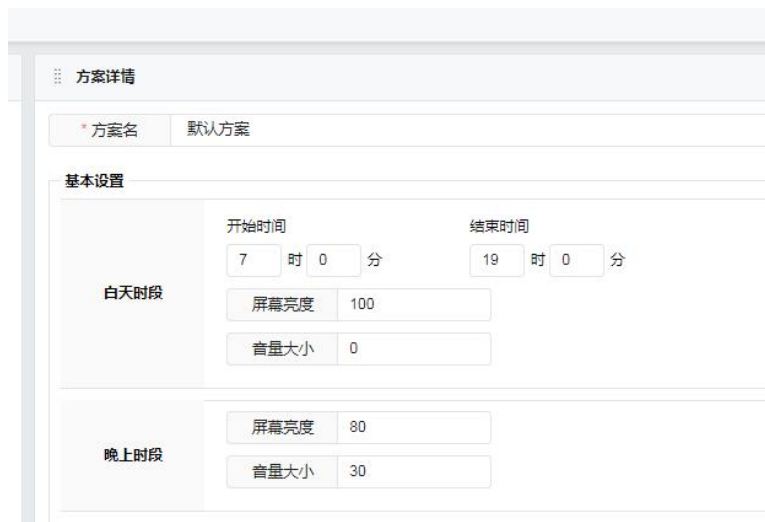 方案详情
* 方案名 默认方案
基本设置
开始时间 结束时间
7 时 0 分 19 时 0 分
白天时段
屏幕亮度 100
音量大小 0
屏幕亮度 80
晚上时段
音量大小 30